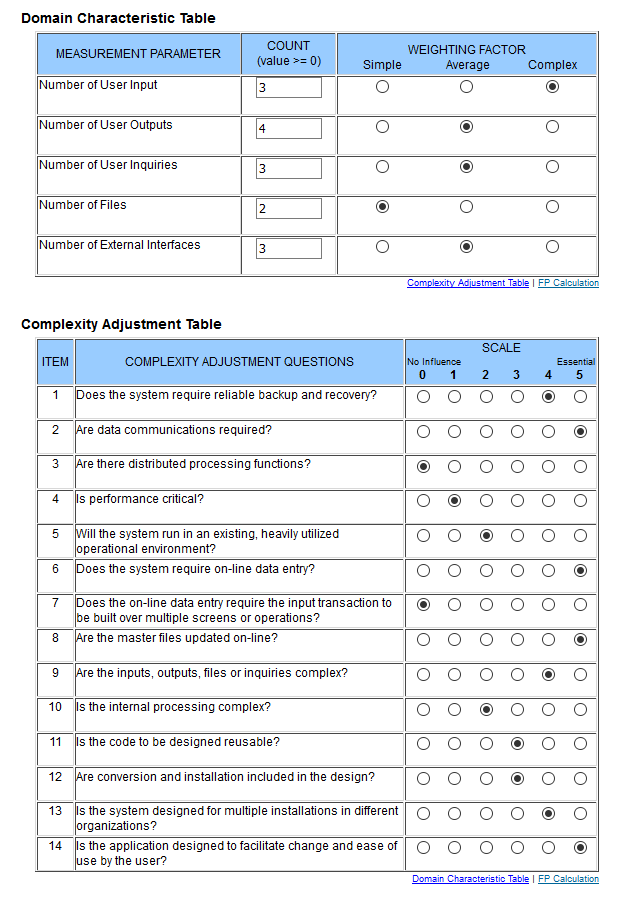 Domain Characteristic Table
MEASUREMENT PARAMETER
COUNT
(value >= 0)
WEIGHTING FACTOR
Simple Average Complex
Number of User Input 3
Number of User Outputs 4
Number of User Inquiries 3
Number of Files 2
Number of External Interfaces 3
Complexity Adjustment Table | FP Calculation
Complexity Adjustment Table
ITEM
COMPLEXITY ADJUSTMENT QUESTIONS
SCALE
No Influence Essential
0 1 2 3 4 5
1 Does the system require reliable backup and recovery?
2 Are data communications required?
3 Are there distributed processing functions?
4 Is performance critical?
5 Will the system run in an existing, heavily utilized
operational environment?
6 Does the system require on-line data entry?
7 Does the on-line data entry require the input transaction to
be built over multiple screens or operations?
8 Are the master files updated on-line?
9 Are the inputs, outputs, files or inquiries complex?
10 Is the internal processing complex?
11 Is the code to be designed reusable?
12 Are conversion and installation included in the design?
13 Is the system designed for multiple installations in different
organizations?
14 Is the application designed to facilitate change and ease of
use by the user?
Domain Characteristic Table | FP Calculation